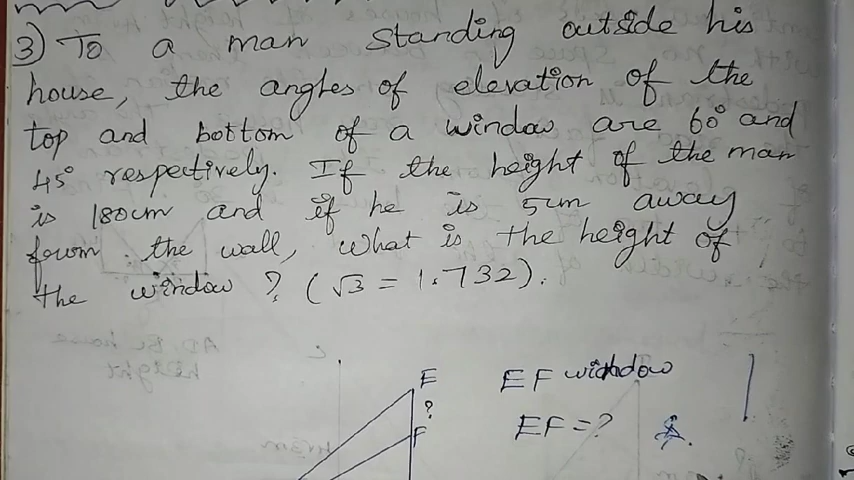 3) To a man standing outside his
house, the angles of elevation of the
top and bottom of a window are 60° and
45° respectively. If the height of the man
is 180cm and if he is 5cm away
from the wall, what is the height of
the window ? (√3 = 1.732).
E
?
F
EF window
EF = ?